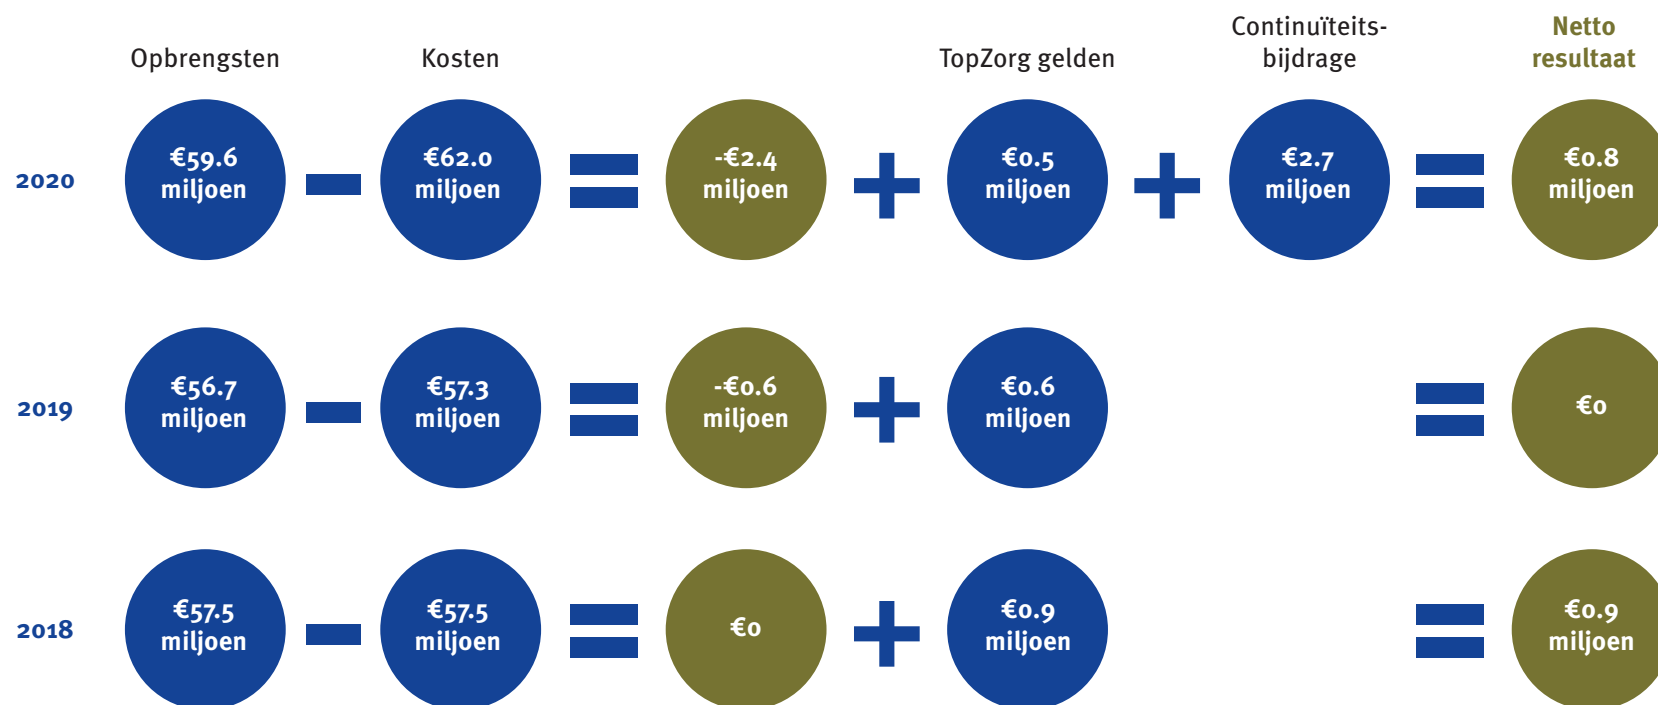 Opbrengsten
Kosten
TopZorg gelden
Continuïteits-
bijdrage
Netto
resultaat
2020
€59.6
miljoen
€62.0
miljoen
-€2.4
miljoen
€0.5
miljoen
€2.7
miljoen
€0.8
miljoen
2019
€56.7
miljoen
€57.3
miljoen
-€0.6
miljoen
€0.6
miljoen
€0
2018
€57.5
miljoen
€57.5
miljoen
€0
€0.9
miljoen
€0.9
miljoen